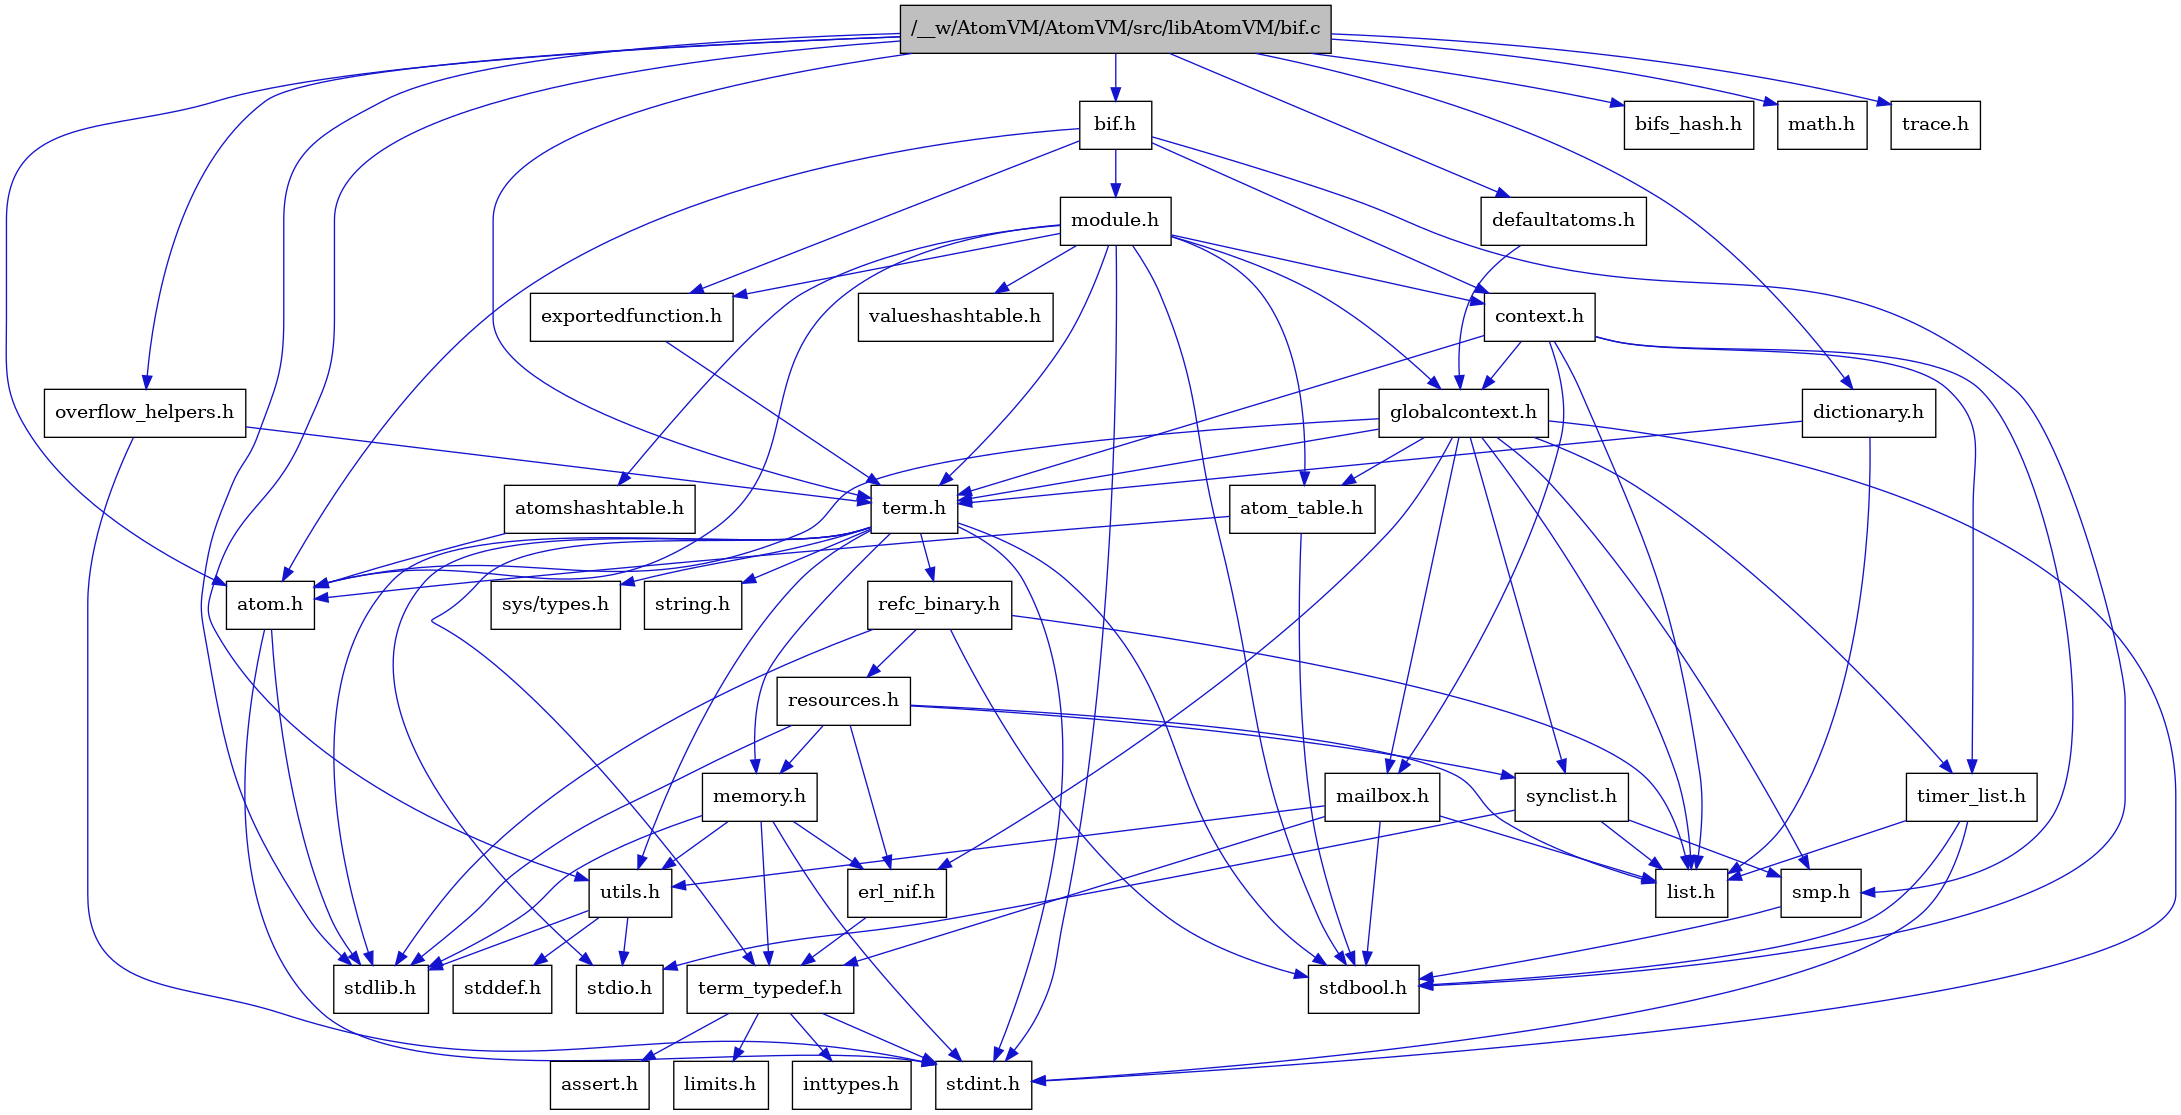 /__w/AtomVM/AtomVM/src/libAtomVM/bif.c
bif.h
bifs_hash.h
math.h
trace.h
module.h
defaultatoms.h
exportedfunction.h
valueshashtable.h
context.h
overflow_helpers.h
globalcontext.h
dictionary.h
atomshashtable.h
term.h
atom_table.h
atom.h
sys/types.h
string.h
refc_binary.h
resources.h
memory.h
mailbox.h
synclist.h
timer_list.h
utils.h
erl_nif.h
list.h
smp.h
stdlib.h
stddef.h
stdio.h
term_typedef.h
stdbool.h
assert.h
limits.h
inttypes.h
stdint.h